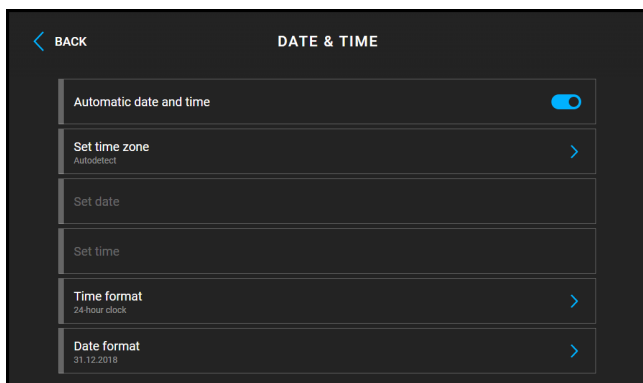 BACK
DATE & TIME
Automatic date and time
Set time zone
Autodetect
Set date
Set time
Time format
24-hour clock
Date format
31.12.2018